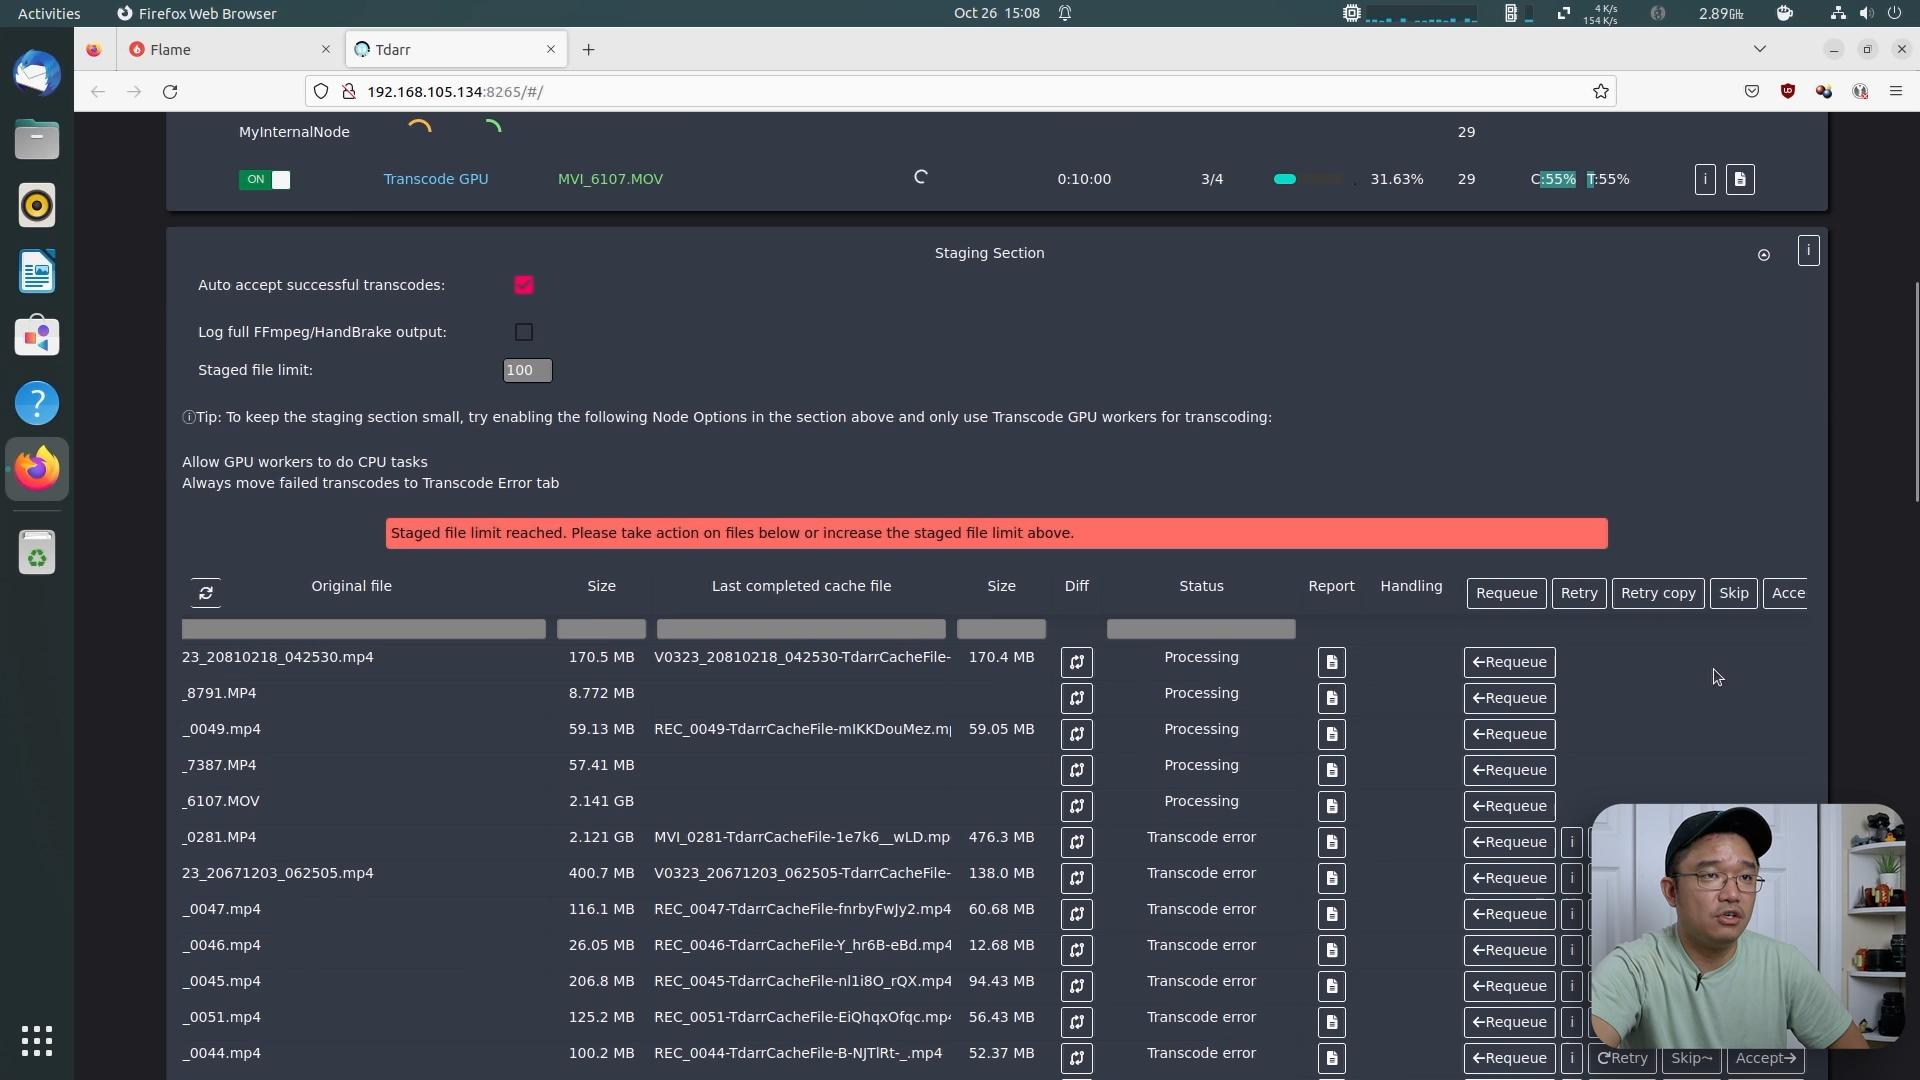 Activities Firefox Web Browser Oct 26 15:08 4 K/s 154 K/s 2.89GHz
Flame Tdarr
192.168.105.134:8265/#/
MyInternalNode 29
ON Transcode GPU MVI_6107.MOV 0:10:00 3/4 31.63% 29 C:55% T:55% i
Staging Section i
Auto accept successful transcodes:
Log full FFmpeg/HandBrake output:
Staged file limit: 100
ⓘTip: To keep the staging section small, try enabling the following Node Options in the section above and only use Transcode GPU workers for transcoding:
Allow GPU workers to do CPU tasks
Always move failed transcodes to Transcode Error tab
Staged file limit reached. Please take action on files below or increase the staged file limit above.
Original file Size Last completed cache file Size Diff Status Report Handling Requeue Retry Retry copy Skip Acce
23_20810218_042530.mp4 170.5 MB V0323_20810218_042530-TdarrCacheFile- 170.4 MB Processing ←Requeue
_8791.MP4 8.772 MB Processing ←Requeue
_0049.mp4 59.13 MB REC_0049-TdarrCacheFile-mIKKDouMez.m 59.05 MB Processing ←Requeue
_7387.MP4 57.41 MB Processing ←Requeue
_6107.MOV 2.141 GB Processing ←Requeue
_0281.MP4 2.121 GB MVI_0281-TdarrCacheFile-1e7k6__wLD.mp 476.3 MB Transcode error ←Requeue i
23_20671203_062505.mp4 400.7 MB V0323_20671203_062505-TdarrCacheFile- 138.0 MB Transcode error ←Requeue i
_0047.mp4 116.1 MB REC_0047-TdarrCacheFile-fnrbyFwJy2.mp4 60.68 MB Transcode error ←Requeue i
_0046.mp4 26.05 MB REC_0046-TdarrCacheFile-Y_hr6B-eBd.mp4 12.68 MB Transcode error ←Requeue i
_0045.mp4 206.8 MB REC_0045-TdarrCacheFile-nl1i8O_rQX.mp4 94.43 MB Transcode error ←Requeue i
_0051.mp4 125.2 MB REC_0051-TdarrCacheFile-EiQhqxOfqc.mp4 56.43 MB Transcode error ←Requeue i
_0044.mp4 100.2 MB REC_0044-TdarrCacheFile-B-NJTlRt-_.mp4 52.37 MB Transcode error ←Requeue i Retry Skip Accept→